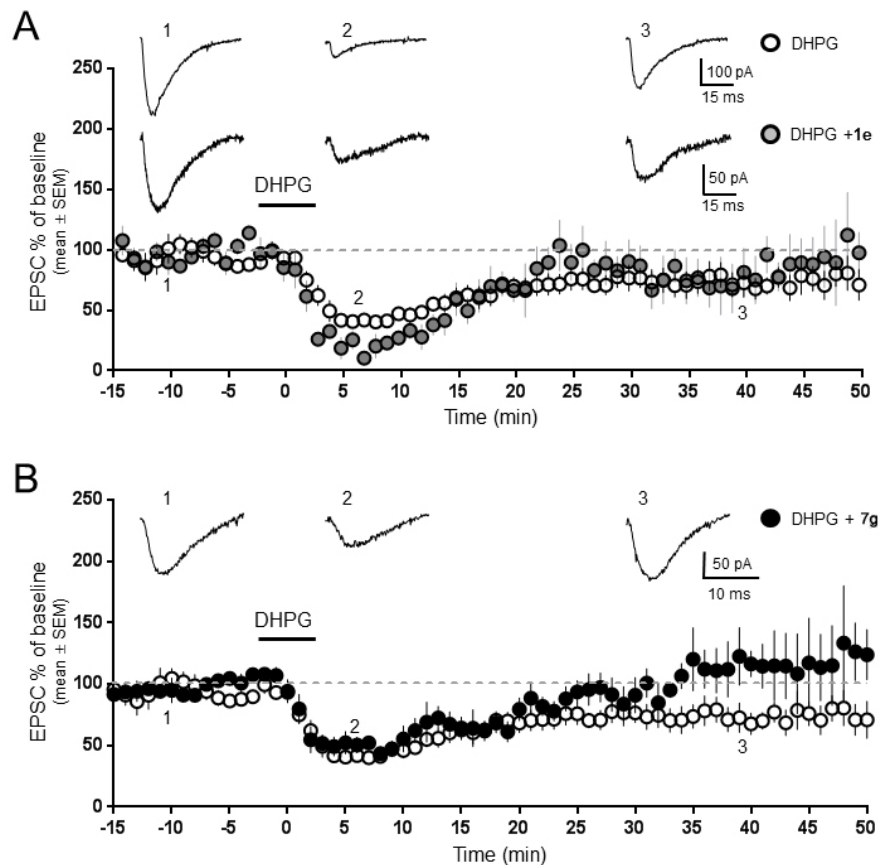 A
1
2
3
100 pA
15 ms
DHPG
DHPG +1e
50 pA
15 ms
DHPG
EPSC % of baseline
(mean ± SEM)
250
200
150
100
50
0
1
2
3
-15 -10 -5 0 5 10 15 20 25 30 35 40 45 50
Time (min)
B
1
2
3
DHPG + 7g
50 pA
10 ms
DHPG
EPSC % of baseline
(mean ± SEM)
250
200
150
100
50
0
1
2
3
-15 -10 -5 0 5 10 15 20 25 30 35 40 45 50
Time (min)